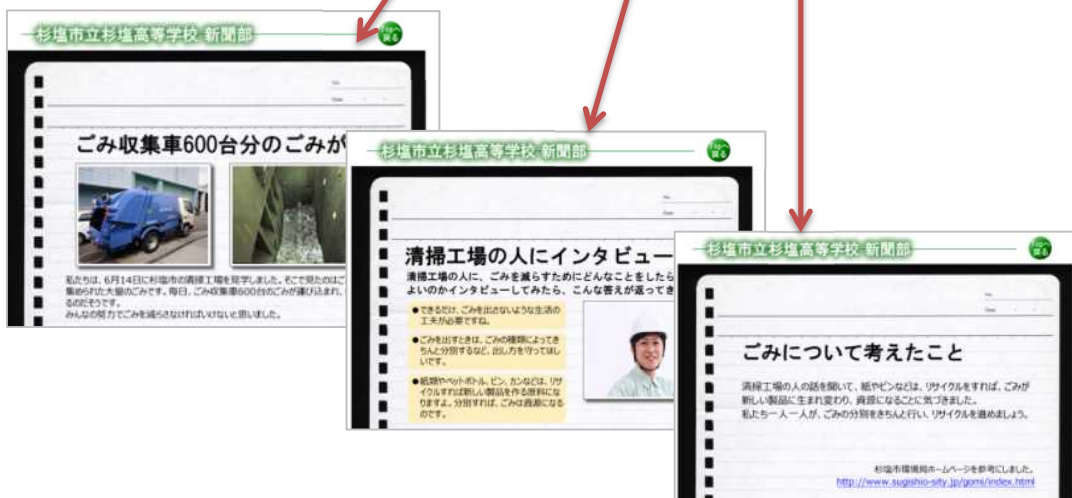 杉塩市立杉塩高等学校 新聞部
Topへ
戻る
ごみ収集車600台分のごみが
私たちは、6月14日に杉塩市の清掃工場を見学しました。そこで見たのはご
集められた大量のごみです。毎日、ごみ収集車600台のごみが運び込まれ、
るのだそうです。
みんなの努力でごみを減らさなければいけないと思いました。
杉塩市立杉塩高等学校 新聞部
Topへ
戻る
清掃工場の人にインタビュー
清掃工場の人に、ごみを減らすためにどんなことをしたら
よいのかインタビューしてみたら、こんな答えが返ってき
●できるだけ、ごみを出さないような生活の
工夫が必要ですね。
●ごみを出すときは、ごみの種類によってき
ちんと分別するなど、出し方を守ってほし
いです。
●紙類やペットボトル、ビン、カンなどは、リサ
イクルすれば新しい製品を作る原料にな
りますよ。分別すれば、ごみは資源になる
のです。
杉塩市立杉塩高等学校 新聞部
Topへ
戻る
ごみについて考えたこと
清掃工場の人の話を聞いて、紙やビンなどは、リサイクルをすれば、ごみが
新しい製品に生まれ変わり、資源になることに気づきました。
私たち一人一人が、ごみの分別をきちんと行い、リサイクルを進めましょう。
杉塩市環境局ホームページを参考にしました。
http://www.sugishio-sity.jp/gomi/index.html